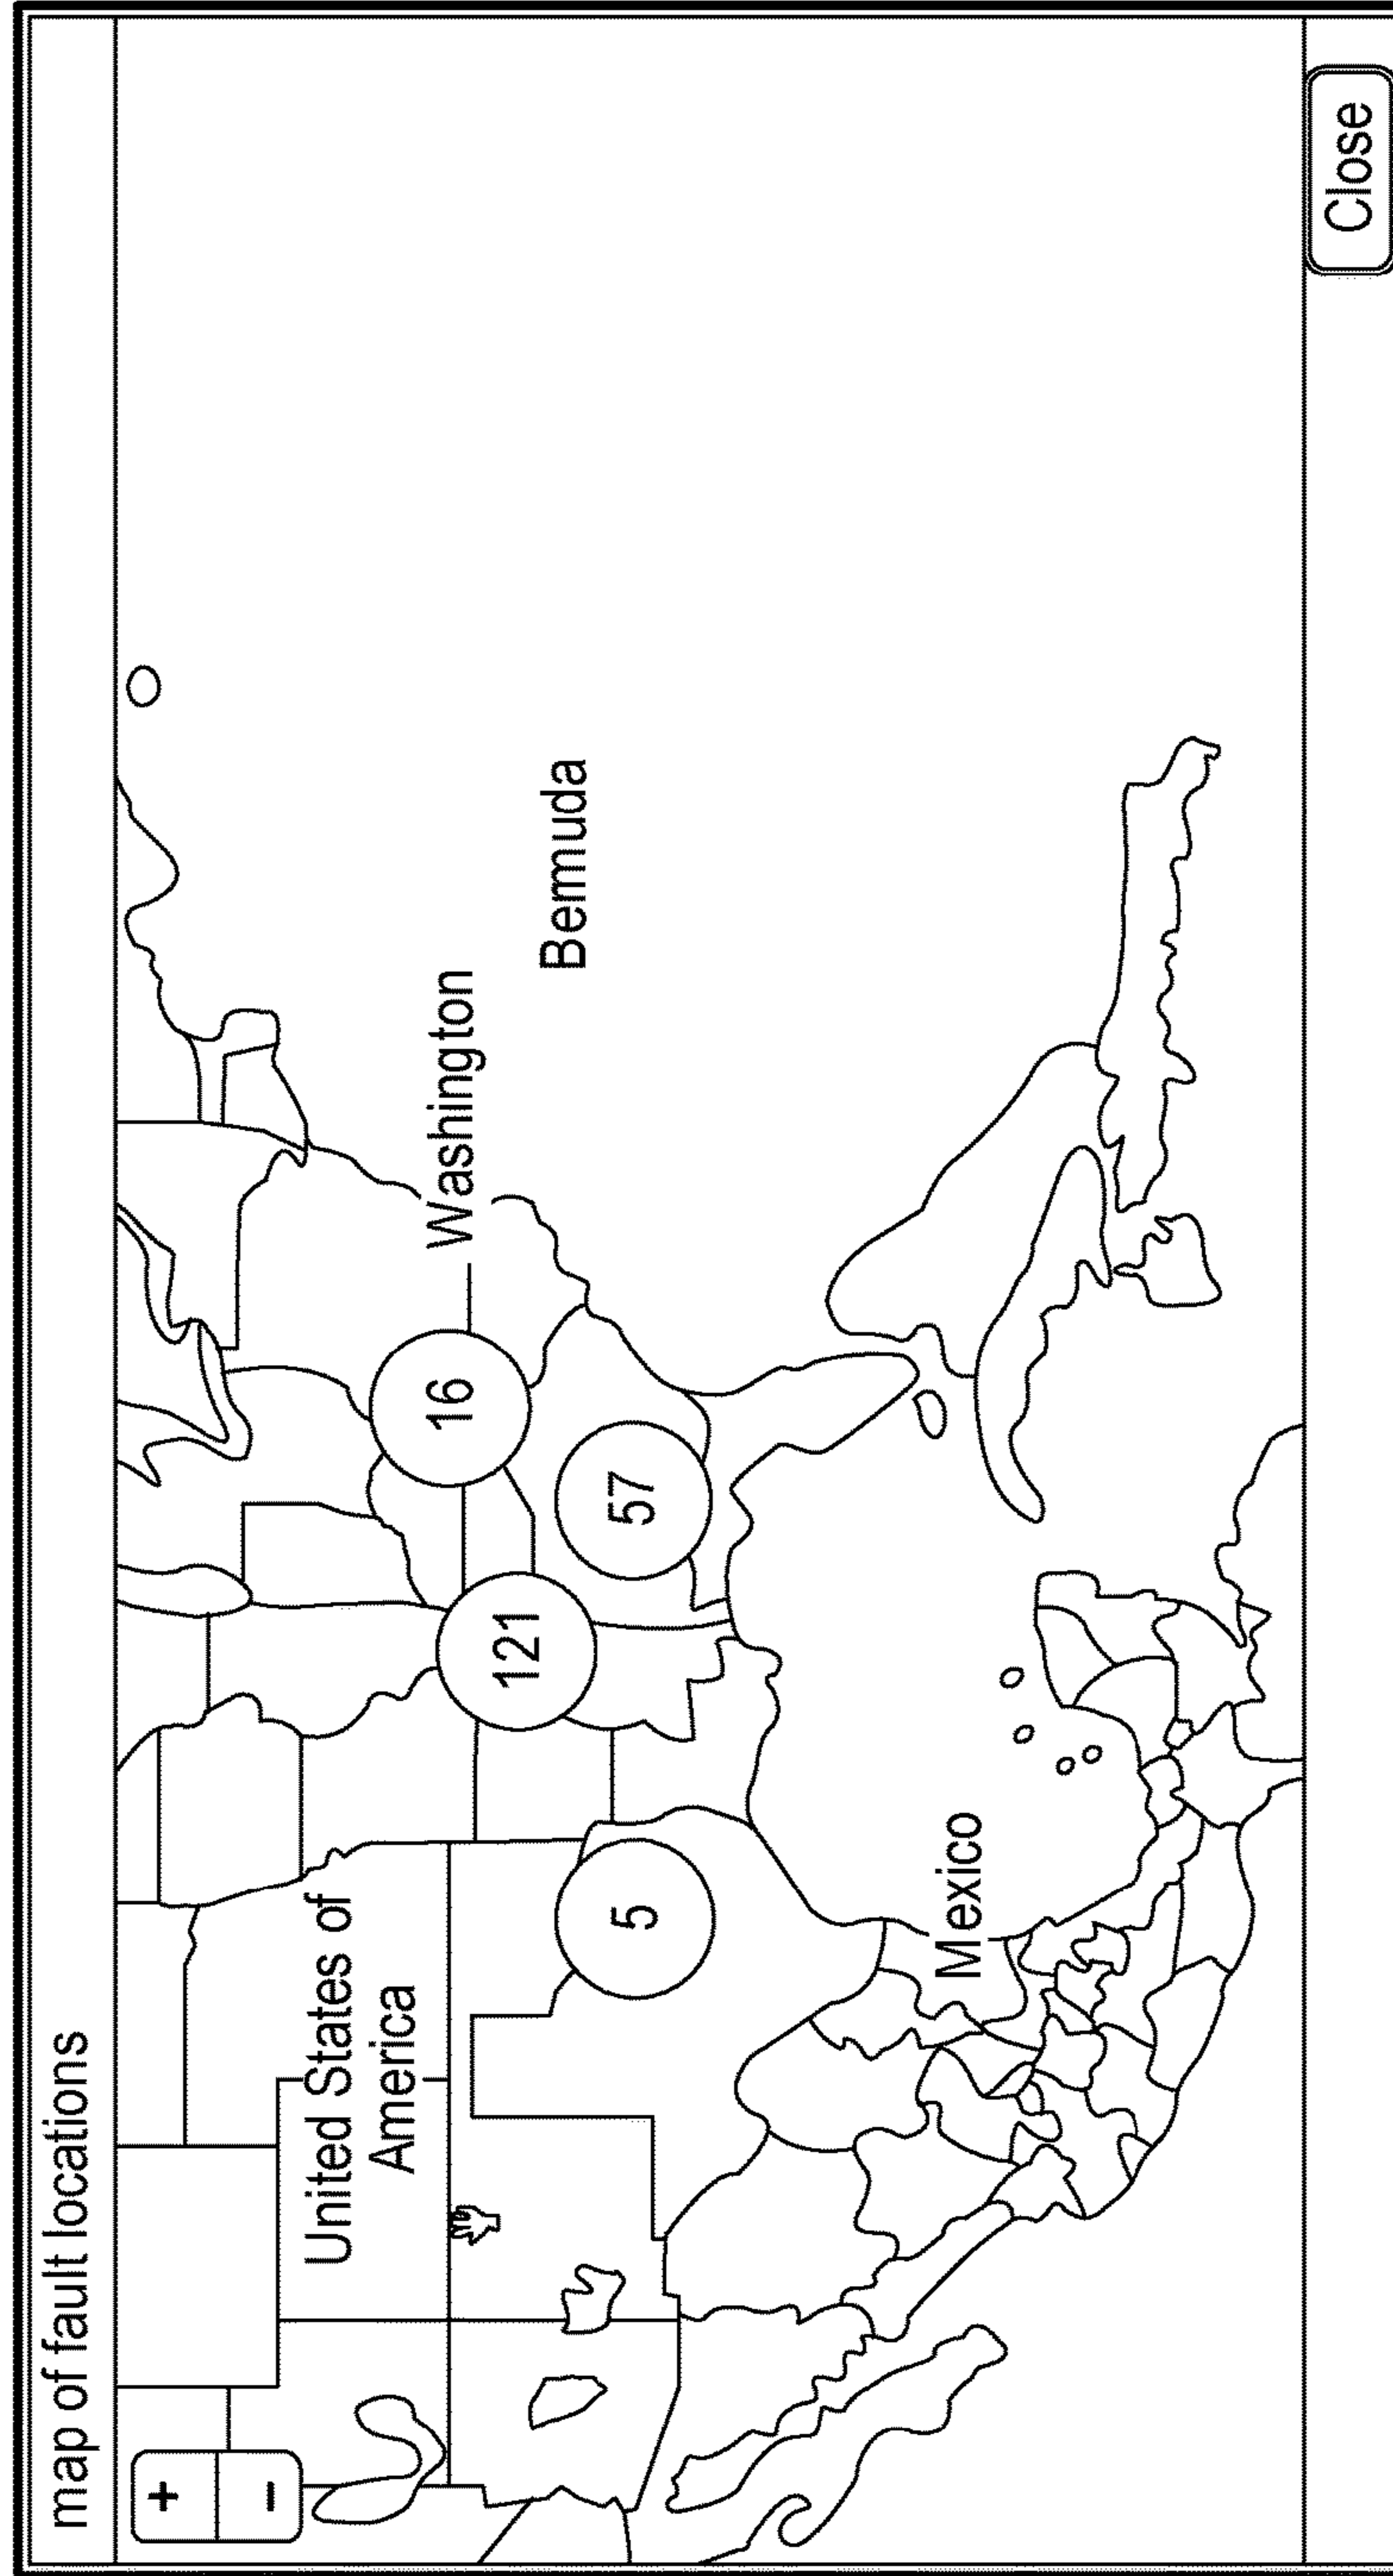 map of fault locations
+
−
United States of
America
16
Washington
121
57
Bermuda
5
Mexico
Close